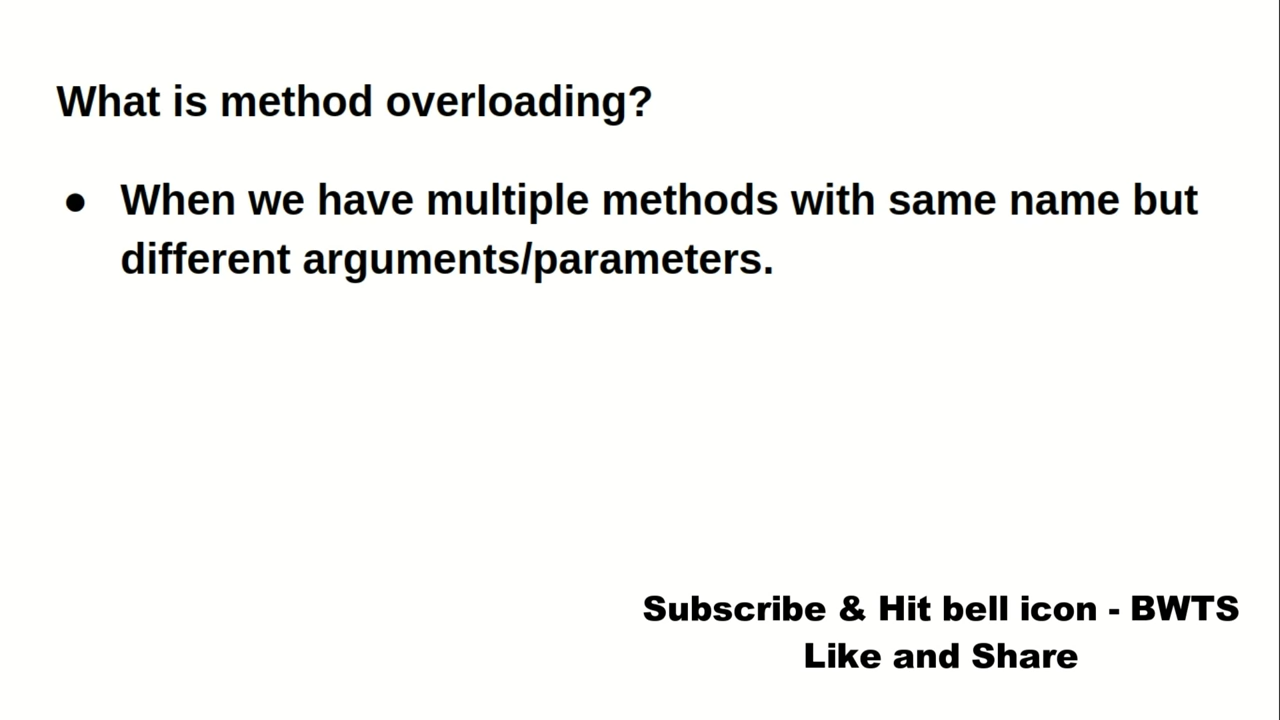 What is method overloading?
● When we have multiple methods with same name but
different arguments/parameters.
Subscribe & Hit bell icon - BWTS
Like and Share